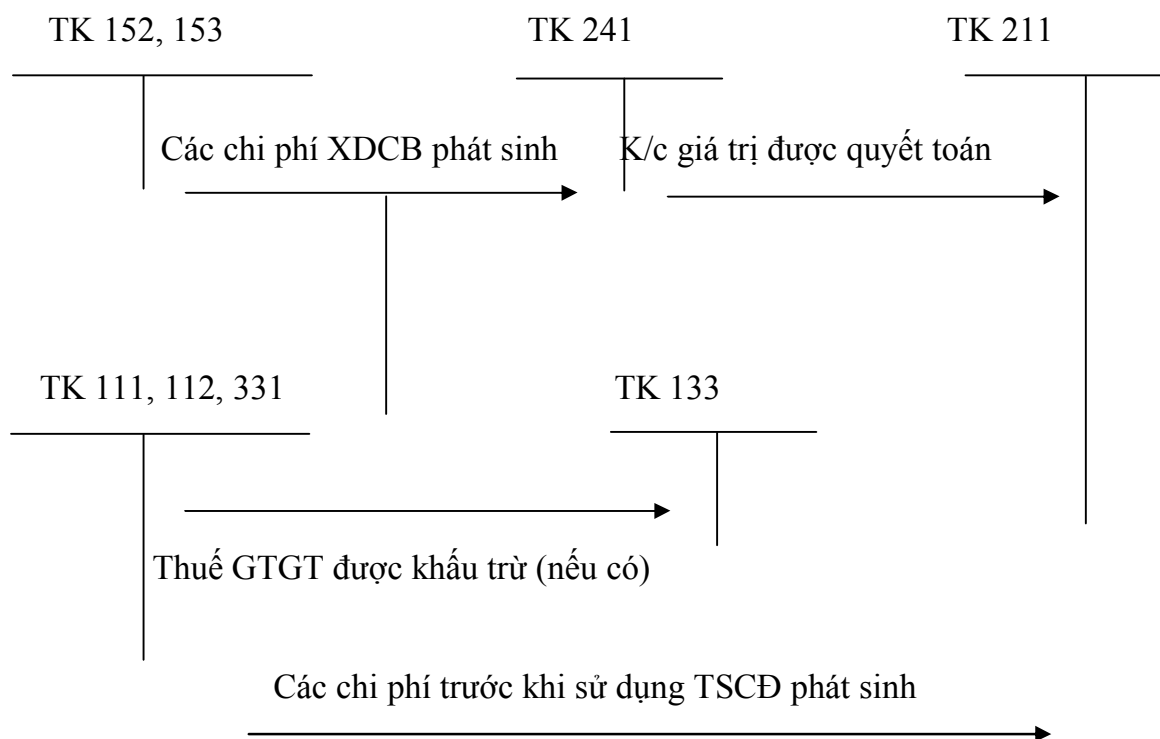 TK 152, 153
TK 241
TK 211
Các chi phí XDCB phát sinh
K/c giá trị được quyết toán
TK 111, 112, 331
TK 133
Thuế GTGT được khấu trừ (nếu có)
Các chi phí trước khi sử dụng TSCĐ phát sinh